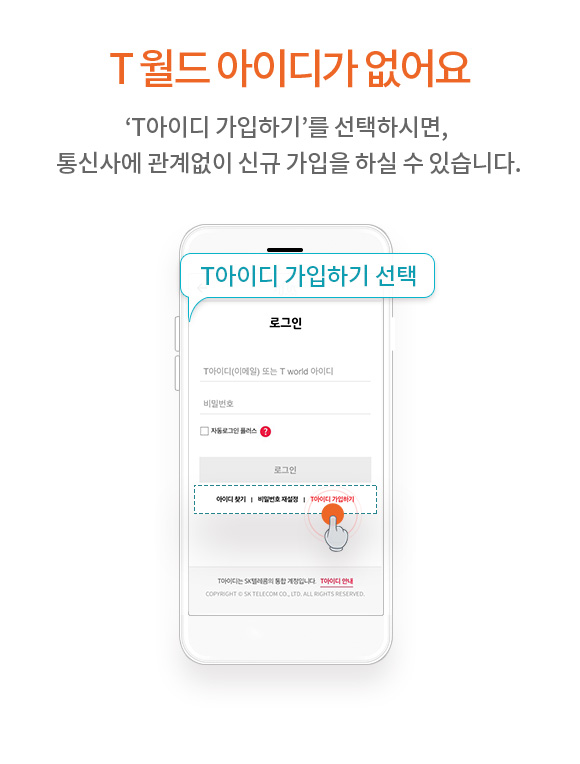 T 월드 아이디가 없어요
‘T아이디 가입하기’를 선택하시면,
통신사에 관계없이 신규 가입을 하실 수 있습니다.
T아이디 가입하기 선택
로그인
T아이디(이메일) 또는 T world 아이디
비밀번호
자동로그인 플러스 ?
로그인
아이디 찾기 | 비밀번호 재설정 | T아이디 가입하기
T아이디는 SK텔레콤의 통합 계정입니다. T아이디 안내
COPYRIGHT © SK TELECOM CO., LTD. ALL RIGHTS RESERVED.